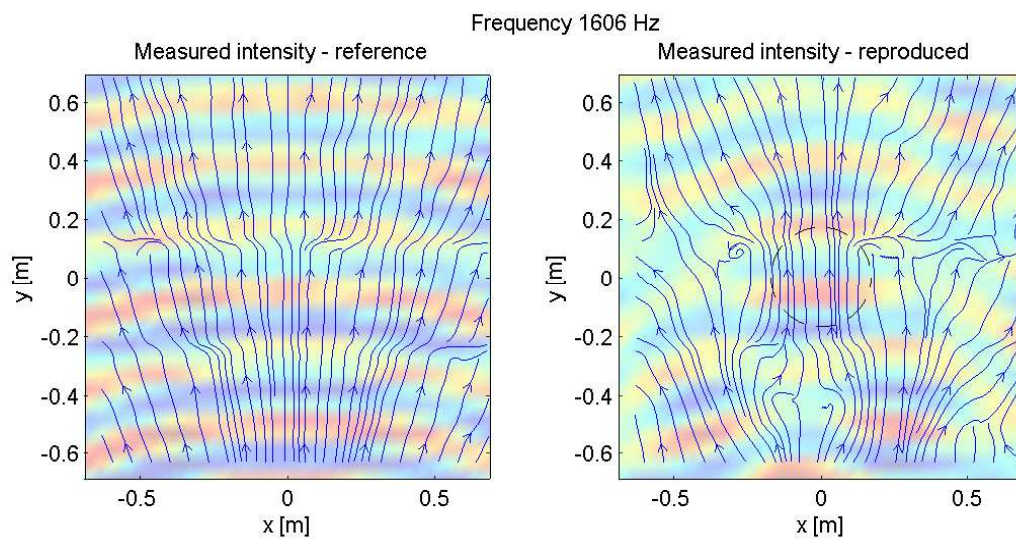 Frequency 1606 Hz
Measured intensity - reference
Measured intensity - reproduced
0.6
0.4
0.2
0
-0.2
-0.4
-0.6
y [m]
-0.5
0
0.5
x [m]
0.6
0.4
0.2
0
-0.2
-0.4
-0.6
y [m]
-0.5
0
0.5
x [m]